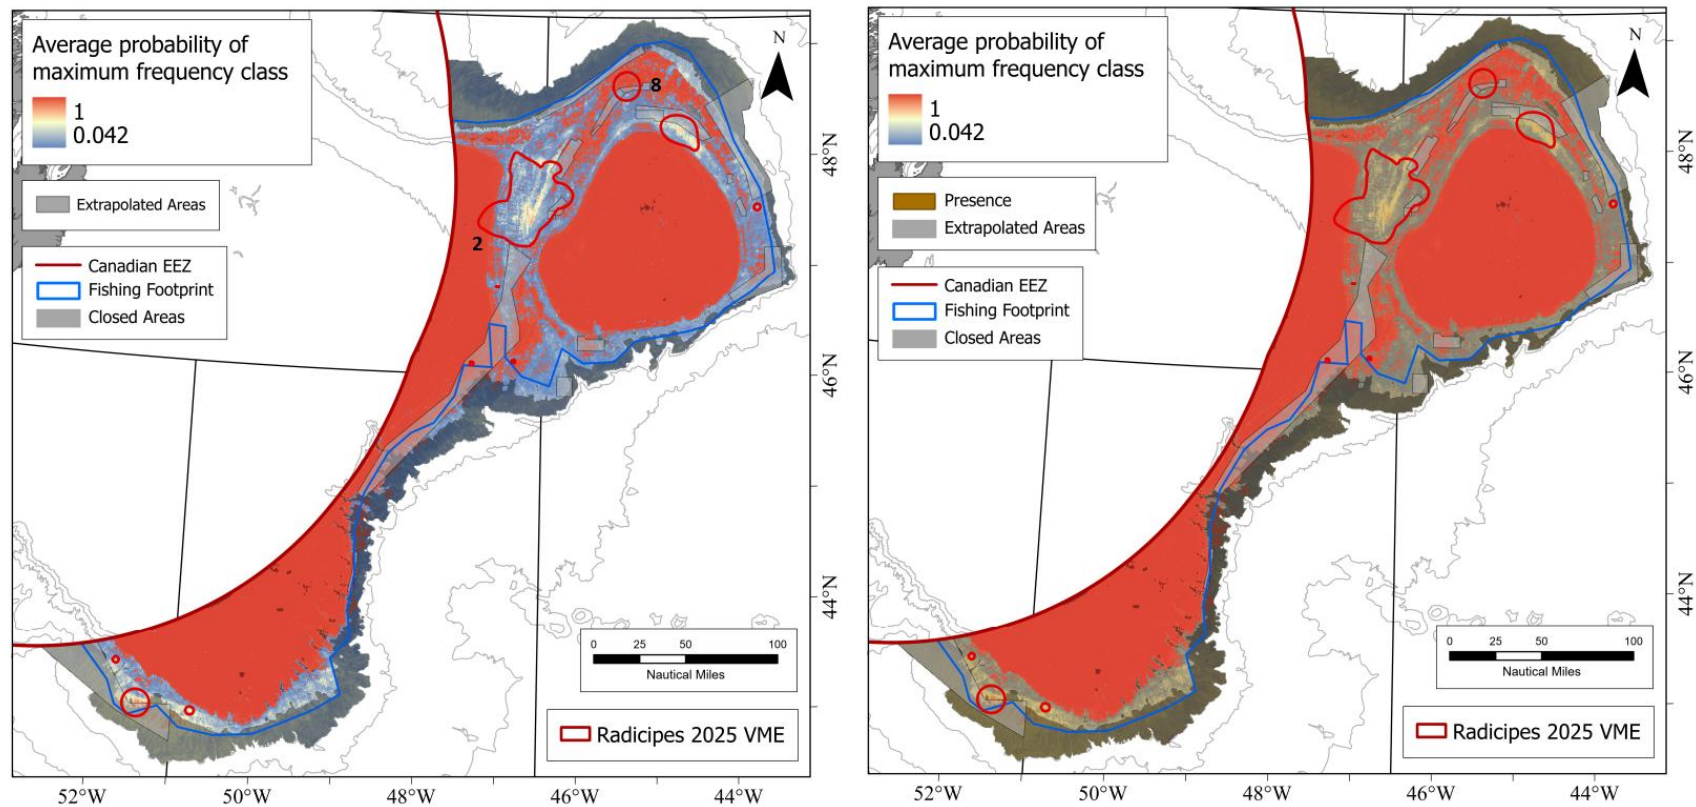 Average probability of
maximum frequency class
1
0.042
Extrapolated Areas
Canadian EEZ
Fishing Footprint
Closed Areas
N
8
2
48°N
46°N
44°N
0 25 50 100
Nautical Miles
Radicipes 2025 VME
52°W 50°W 48°W 46°W 44°W
Average probability of
maximum frequency class
1
0.042
Presence
Extrapolated Areas
Canadian EEZ
Fishing Footprint
Closed Areas
N
48°N
46°N
44°N
0 25 50 100
Nautical Miles
Radicipes 2025 VME
52°W 50°W 48°W 46°W 44°W